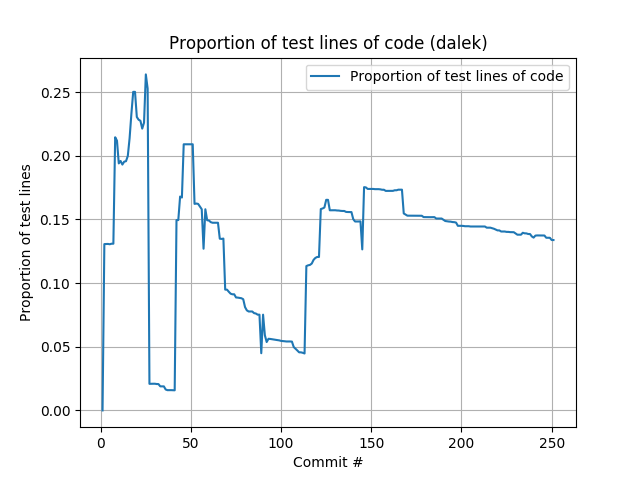 Proportion of test lines of code (dalek)
Proportion of test lines of code
Proportion of test lines
0.25
0.20
0.15
0.10
0.05
0.00
0 50 100 150 200 250
Commit #